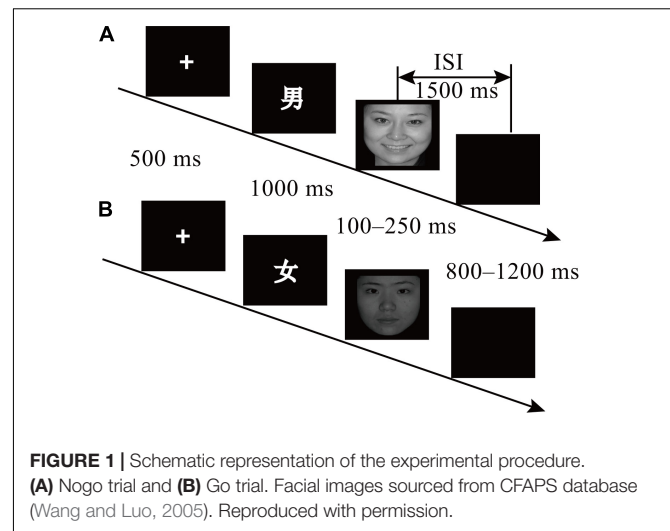 A
+
男
ISI
1500 ms
500 ms
1000 ms
B
+
女
100–250 ms
800–1200 ms
FIGURE 1 | Schematic representation of the experimental procedure.
(A) Nogo trial and (B) Go trial. Facial images sourced from CFAPS database
(Wang and Luo, 2005). Reproduced with permission.